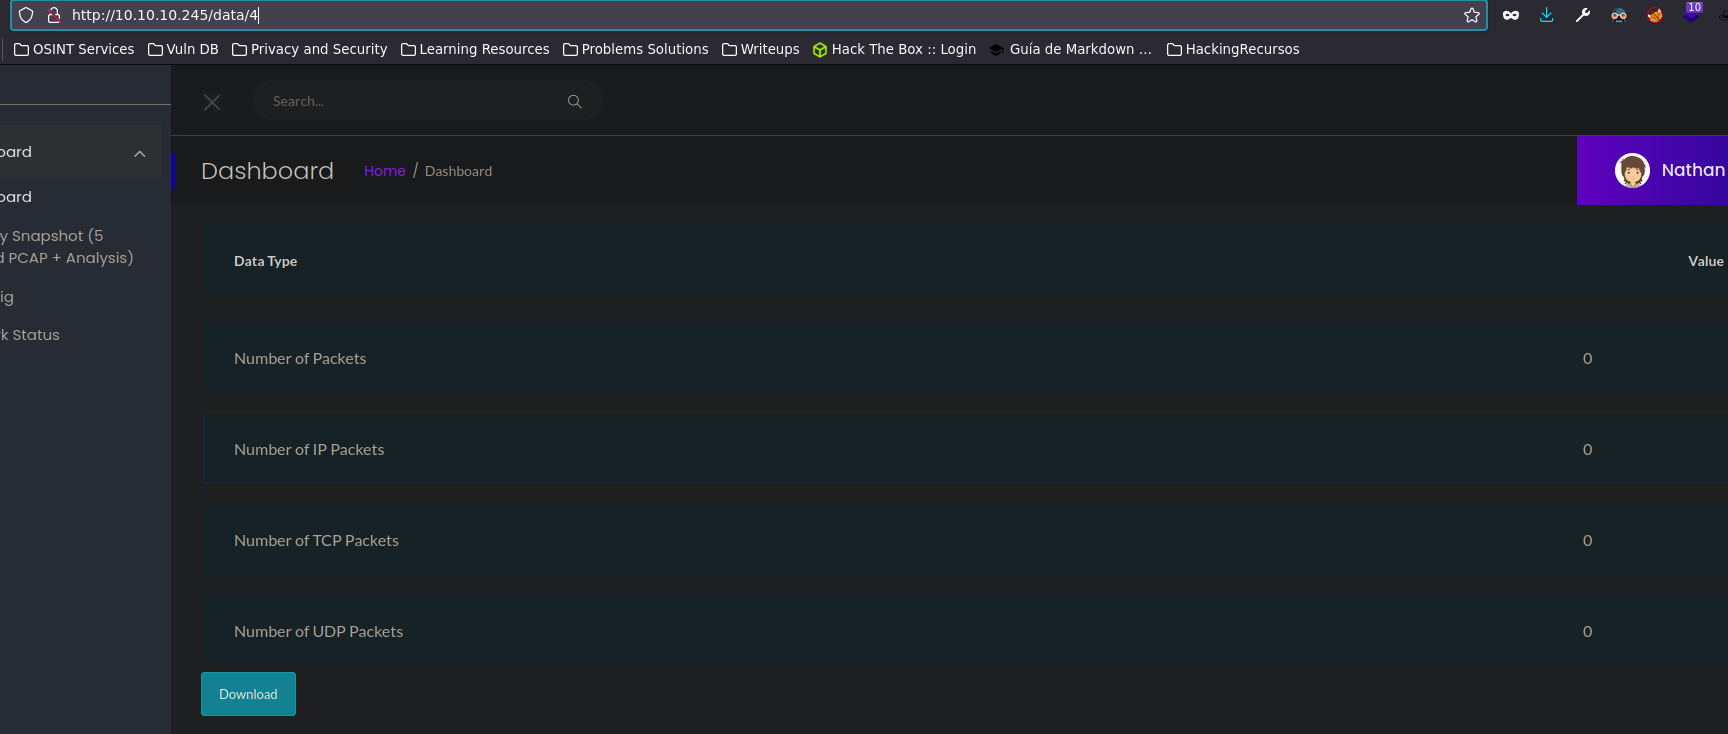 http://10.10.10.245/data/4
10
OSINT Services Vuln DB Privacy and Security Learning Resources Problems Solutions Writeups Hack The Box :: Login Guía de Markdown ... HackingRecursos
Search...
oard
Dashboard Home / Dashboard
Nathan
oard
y Snapshot (5
d PCAP + Analysis)
ig
k Status
Data Type Value
Number of Packets 0
Number of IP Packets 0
Number of TCP Packets 0
Number of UDP Packets 0
Download